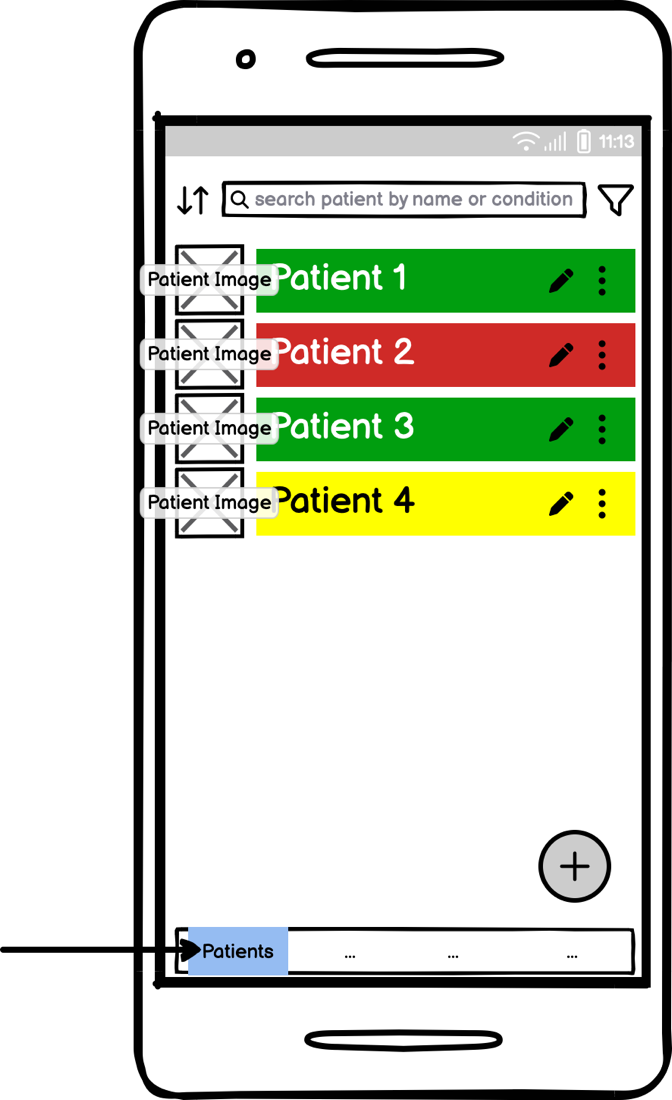 11:13
search patient by name or condition
Patient Image Patient 1
Patient Image Patient 2
Patient Image Patient 3
Patient Image Patient 4
Patients ... ... ...